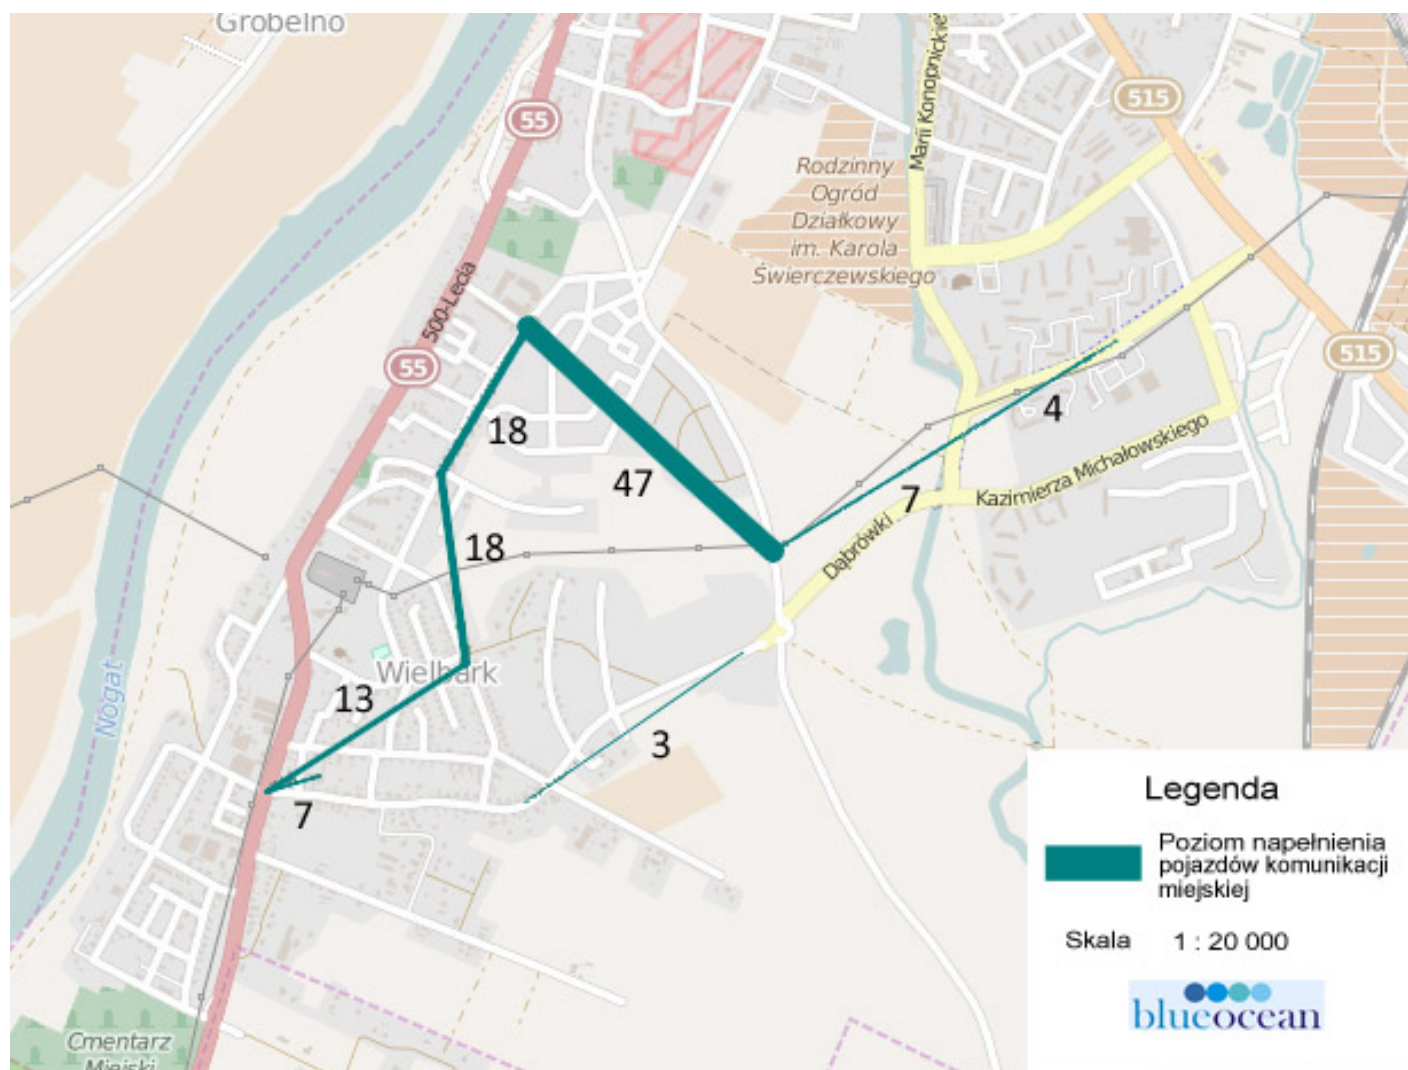 Grobelno
55
515
Marii Konopnickie
Rodzinny
Ogród
Działkowy
im. Karola
Świerczewskiego
500-Lecia
55
515
18
47
4
Kazimierza Michałowskiego
7
Dąbrówki
18
Nogat
Wielbark
13
3
7
Legenda
Poziom napełnienia
pojazdów komunikacji
miejskiej
Skala 1 : 20 000
blueocean
Cmentarz
Miejski